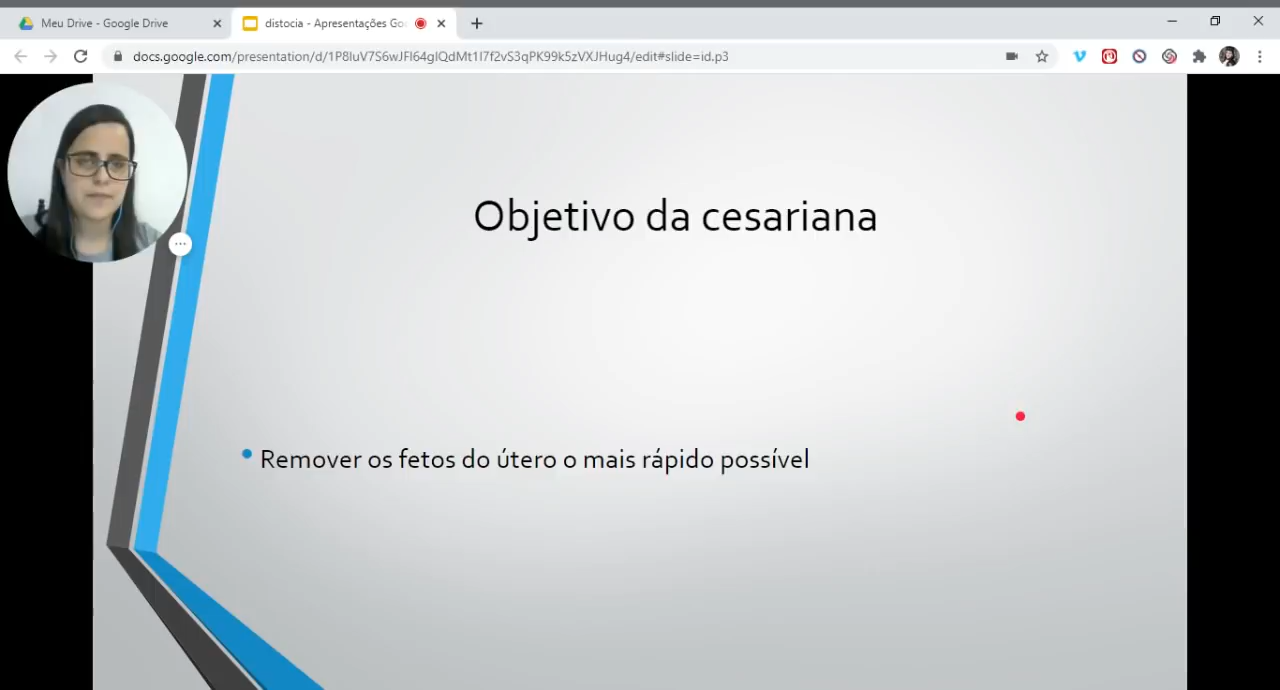 Meu Drive - Google Drive
distocia - Apresentações Go
docs.google.com/presentation/d/1P8IuV7S6wJFI64gIQdMt1I7f2vS3qPK99k5zVXJHug4/edit#slide=id.p3
Objetivo da cesariana
• Remover os fetos do útero o mais rápido possível